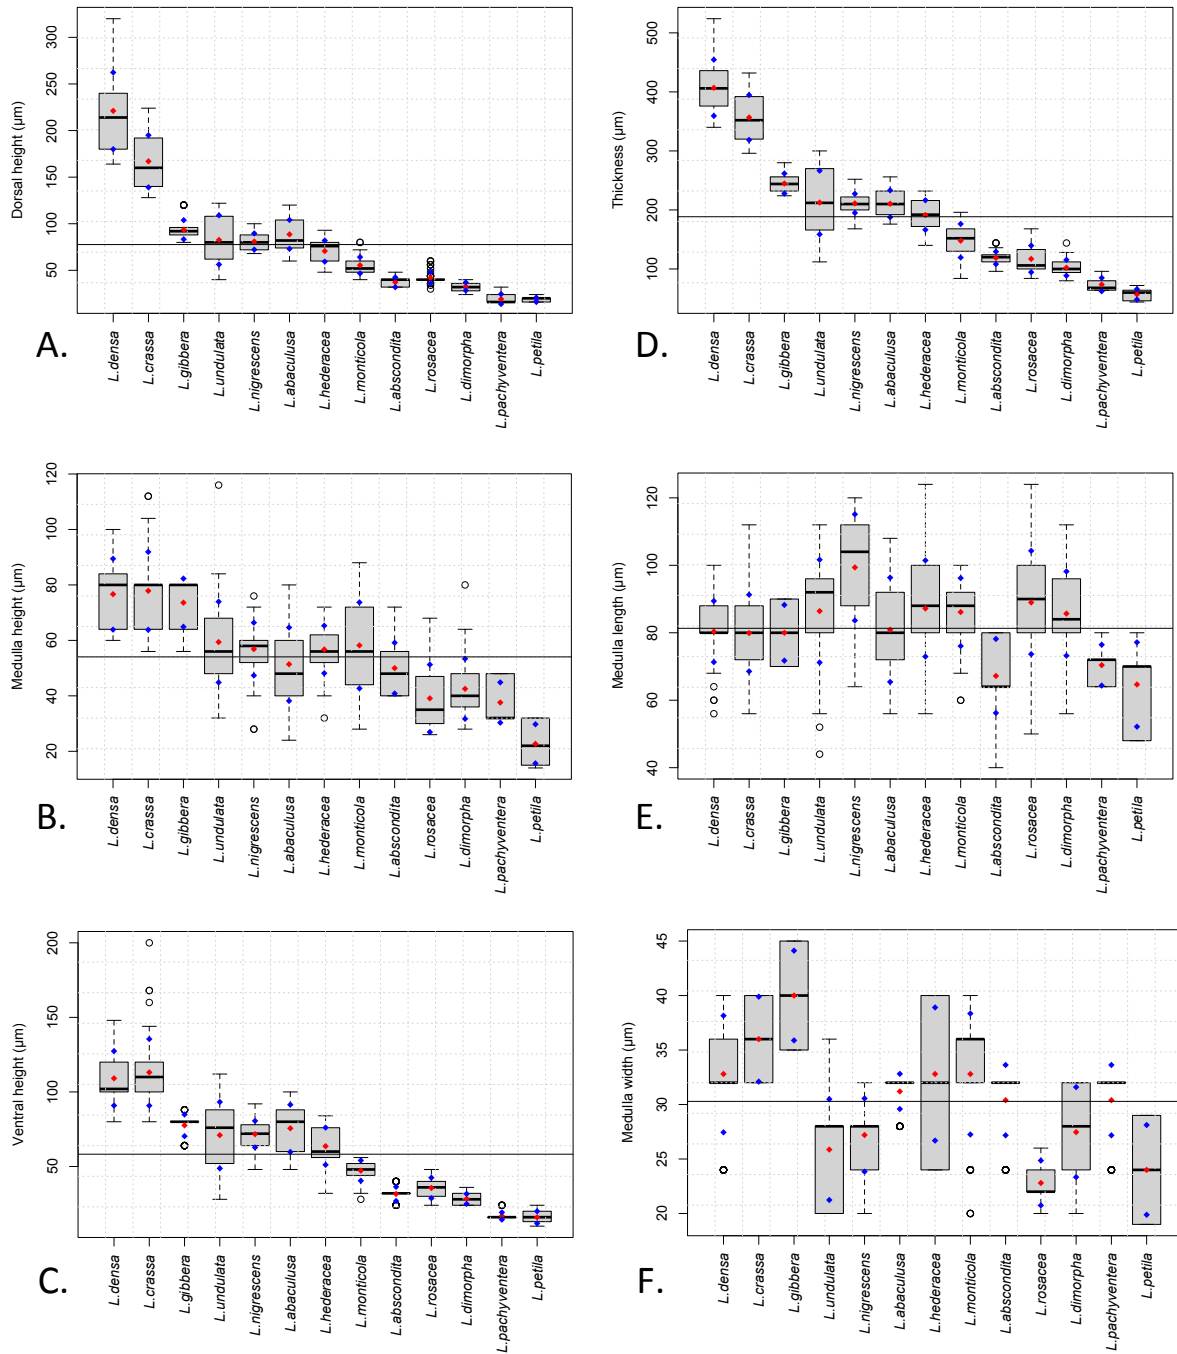 Dorsal height (µm)
300
250
200
150
100
50
A.
L.densa
L.crassa
L.gibbera
L.undulata
L.nigrescens
L.abaculusa
L.hederacea
L.monticola
L.abscondita
L.rosacea
L.dimorpha
L.pachyventera
L.petila
Thickness (µm)
500
400
300
200
100
D.
L.densa
L.crassa
L.gibbera
L.undulata
L.nigrescens
L.abaculusa
L.hederacea
L.monticola
L.abscondita
L.rosacea
L.dimorpha
L.pachyventera
L.petila
Medulla height (µm)
120
100
80
60
40
20
B.
L.densa
L.crassa
L.gibbera
L.undulata
L.nigrescens
L.abaculusa
L.hederacea
L.monticola
L.abscondita
L.rosacea
L.dimorpha
L.pachyventera
L.petila
Medulla length (µm)
120
100
80
60
40
E.
L.densa
L.crassa
L.gibbera
L.undulata
L.nigrescens
L.abaculusa
L.hederacea
L.monticola
L.abscondita
L.rosacea
L.dimorpha
L.pachyventera
L.petila
Ventral height (µm)
200
150
100
50
C.
L.densa
L.crassa
L.gibbera
L.undulata
L.nigrescens
L.abaculusa
L.hederacea
L.monticola
L.abscondita
L.rosacea
L.dimorpha
L.pachyventera
L.petila
Medulla width (µm)
45
40
35
30
25
20
F.
L.densa
L.crassa
L.gibbera
L.undulata
L.nigrescens
L.abaculusa
L.hederacea
L.monticola
L.abscondita
L.rosacea
L.dimorpha
L.pachyventera
L.petila